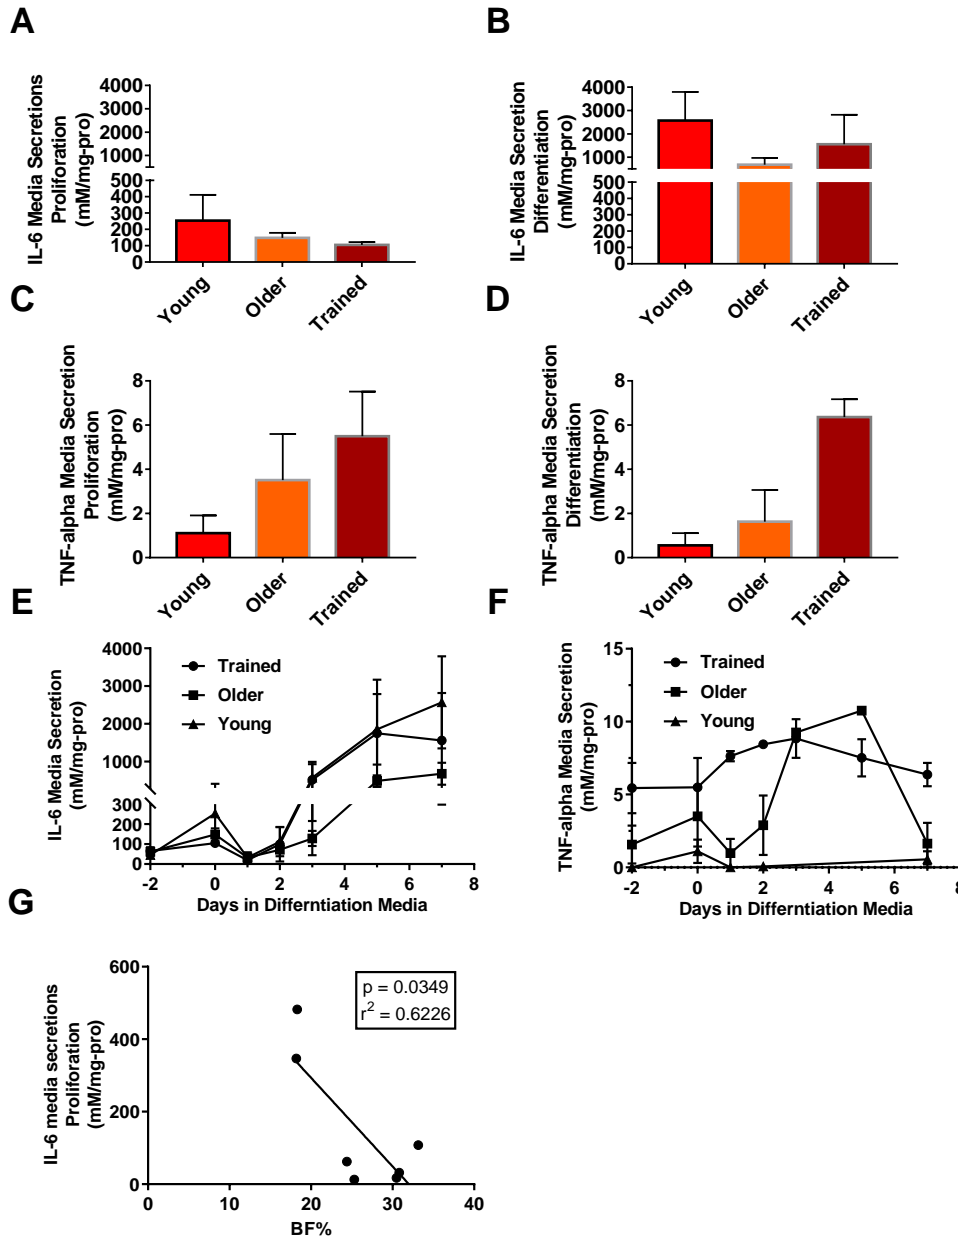 A
IL-6 Media Secretions
Proliforation
(mM/mg-pro)
4000
3000
2000
1000
500
400
300
200
100
0
Young
Older
Trained
B
IL-6 Media Secretion
Differentiation
(mM/mg-pro)
4000
3000
2000
1000
500
400
300
200
100
0
Young
Older
Trained
C
TNF-alpha Media Secretion
Proliforation
(mM/mg-pro)
8
6
4
2
0
Young
Older
Trained
D
TNF-alpha Media Secretion
Differentiation
(mM/mg-pro)
8
6
4
2
0
Young
Older
Trained
E
IL-6 Media Secretion
(mM/mg-pro)
4000
3000
2000
1000
300
200
100
0
Trained
Older
Young
-2 0 2 4 6 8
Days in Differntiation Media
F
TNF-alpha Media Secretion
(mM/mg-pro)
15
10
5
0
Trained
Older
Young
-2 0 2 4 6 8
Days in Differntiation Media
G
IL-6 media secretions
Proliforation
(mM/mg-pro)
600
400
200
0
p = 0.0349
r² = 0.6226
0 10 20 30 40
BF%